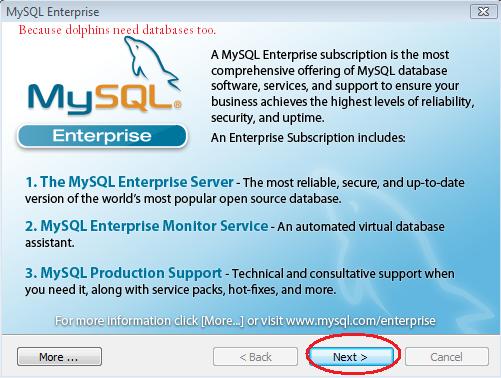 MySQL Enterprise
Because dolphins need databases too.
MySQL®
Enterprise
A MySQL Enterprise subscription is the most
comprehensive offering of MySQL database
software, services, and support to ensure your
business achieves the highest levels of reliability,
security, and uptime.
An Enterprise Subscription includes:
1. The MySQL Enterprise Server - The most reliable, secure, and up-to-date
version of the world's most popular open source database.
2. MySQL Enterprise Monitor Service - An automated virtual database
assistant.
3. MySQL Production Support - Technical and consultative support when
you need it, along with service packs, hot-fixes, and more.
For more information click [More...] or visit www.mysql.com/enterprise
More ...
< Back
Next >
Cancel